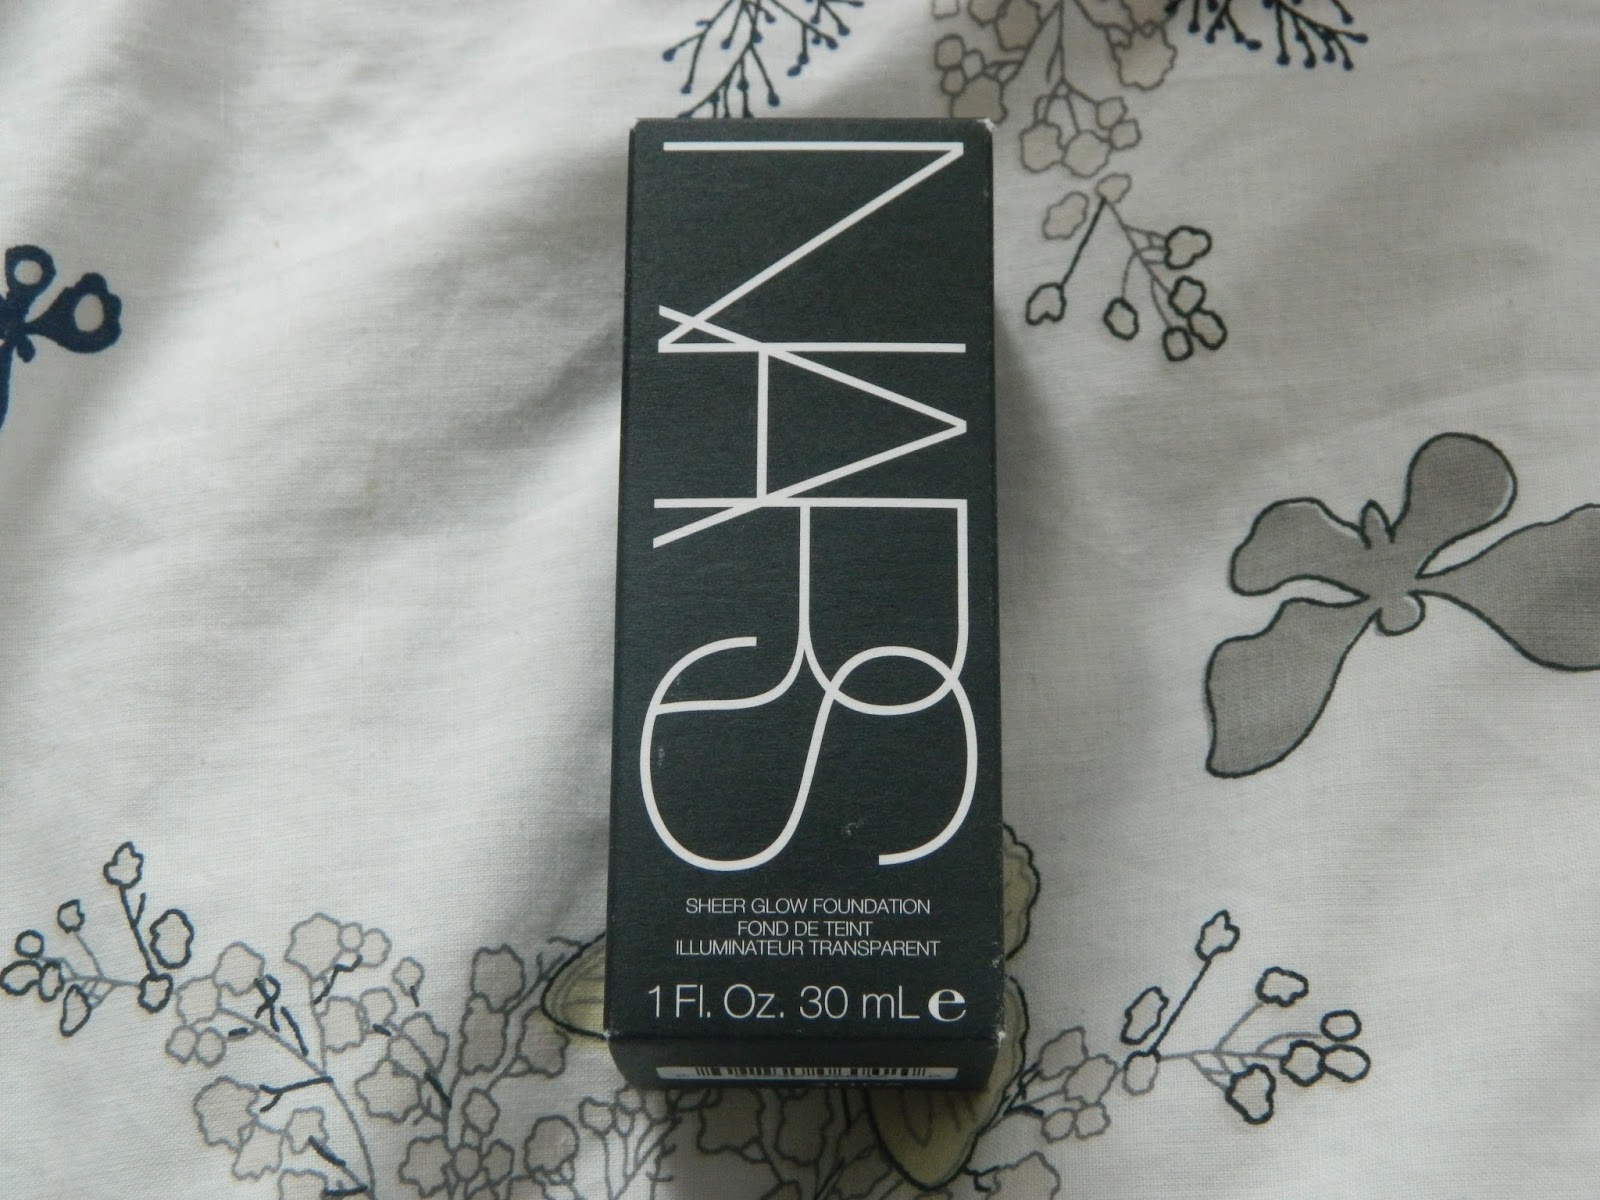 NARS
SHEER GLOW FOUNDATION
FOND DE TEINT
ILLUMINATEUR TRANSPARENT
1 Fl. Oz. 30 mL e